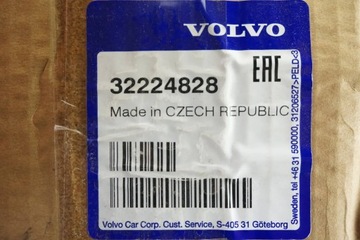 VOLVO
32224828
EAC
Made in CZECH REPUBLIC
Volvo Car Corp. Cust. Service, S-405 31 Göteborg
Sweden, tel +46 31 590000, 31206527>PELD<3